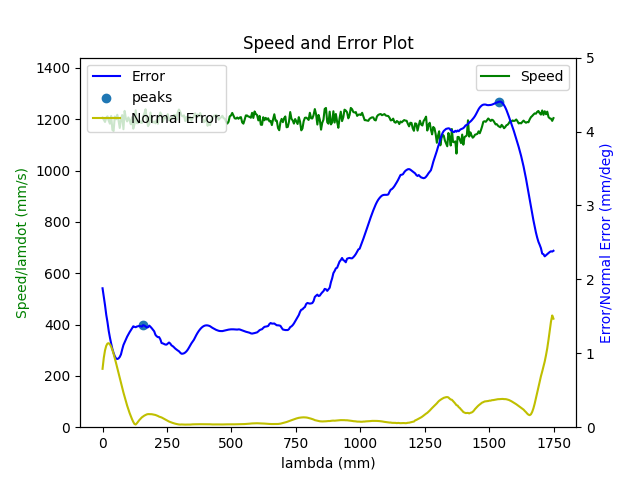 Speed and Error Plot
Error
peaks
Normal Error
Speed
1400
1200
1000
800
600
400
200
0
Speed/lamdot (mm/s)
5
4
3
2
1
0
Error/Normal Error (mm/deg)
0 250 500 750 1000 1250 1500 1750
lambda (mm)